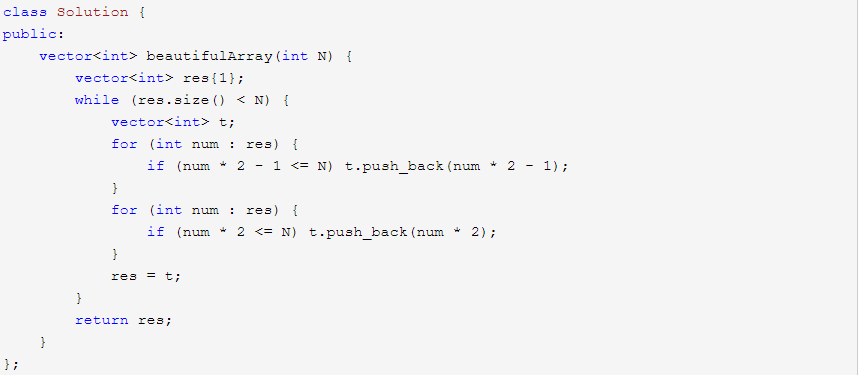 class Solution {
public:
    vector<int> beautifulArray(int N) {
        vector<int> res{1};
        while (res.size() < N) {
            vector<int> t;
            for (int num : res) {
                if (num * 2 - 1 <= N) t.push_back(num * 2 - 1);
            }
            for (int num : res) {
                if (num * 2 <= N) t.push_back(num * 2);
            }
            res = t;
        }
        return res;
    }
};